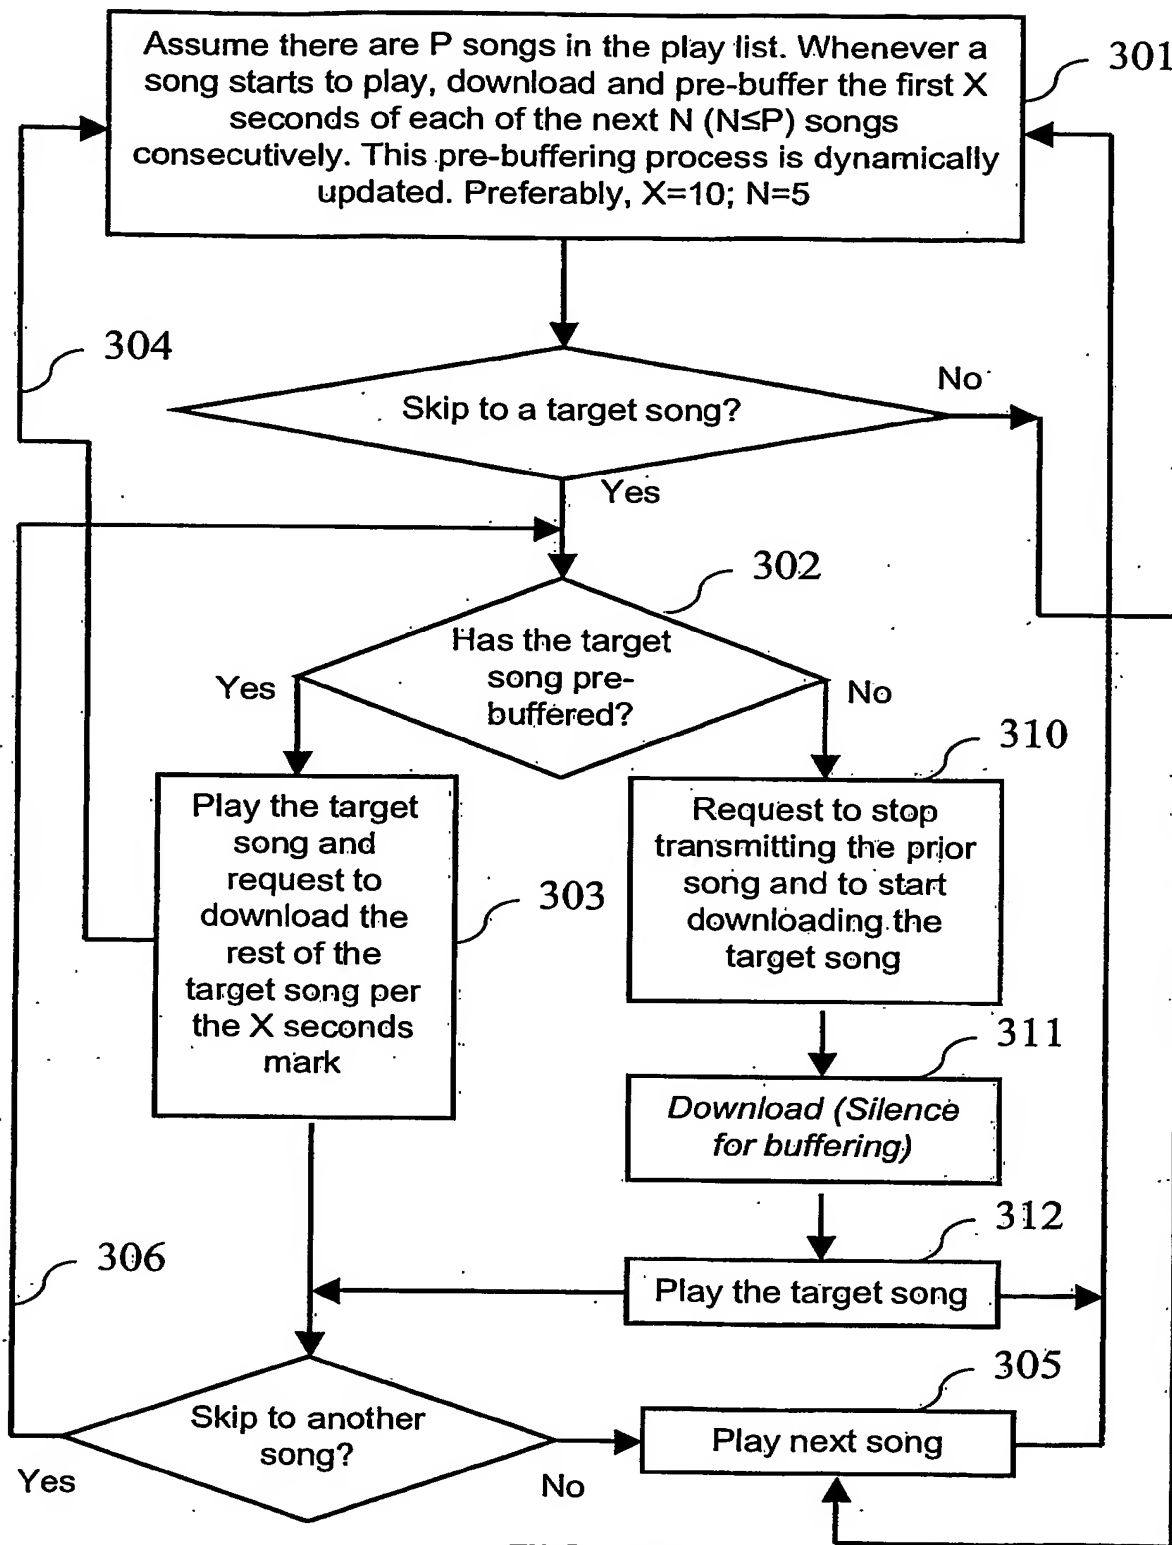 Assume there are P songs in the play list. Whenever a
song starts to play, download and pre-buffer the first X
seconds of each of the next N (N≤P) songs
consecutively. This pre-buffering process is dynamically
updated. Preferably, X=10; N=5
301
304
Skip to a target song?
No
Yes
302
Has the target
song pre-
buffered?
Yes
No
310
Play the target
song and
request to
download the
rest of the
target song per
the X seconds
mark
303
Request to stop
transmitting the prior
song and to start
downloading the
target song
311
Download (Silence
for buffering)
312
Play the target song
306
305
Skip to another
song?
Play next song
Yes
No